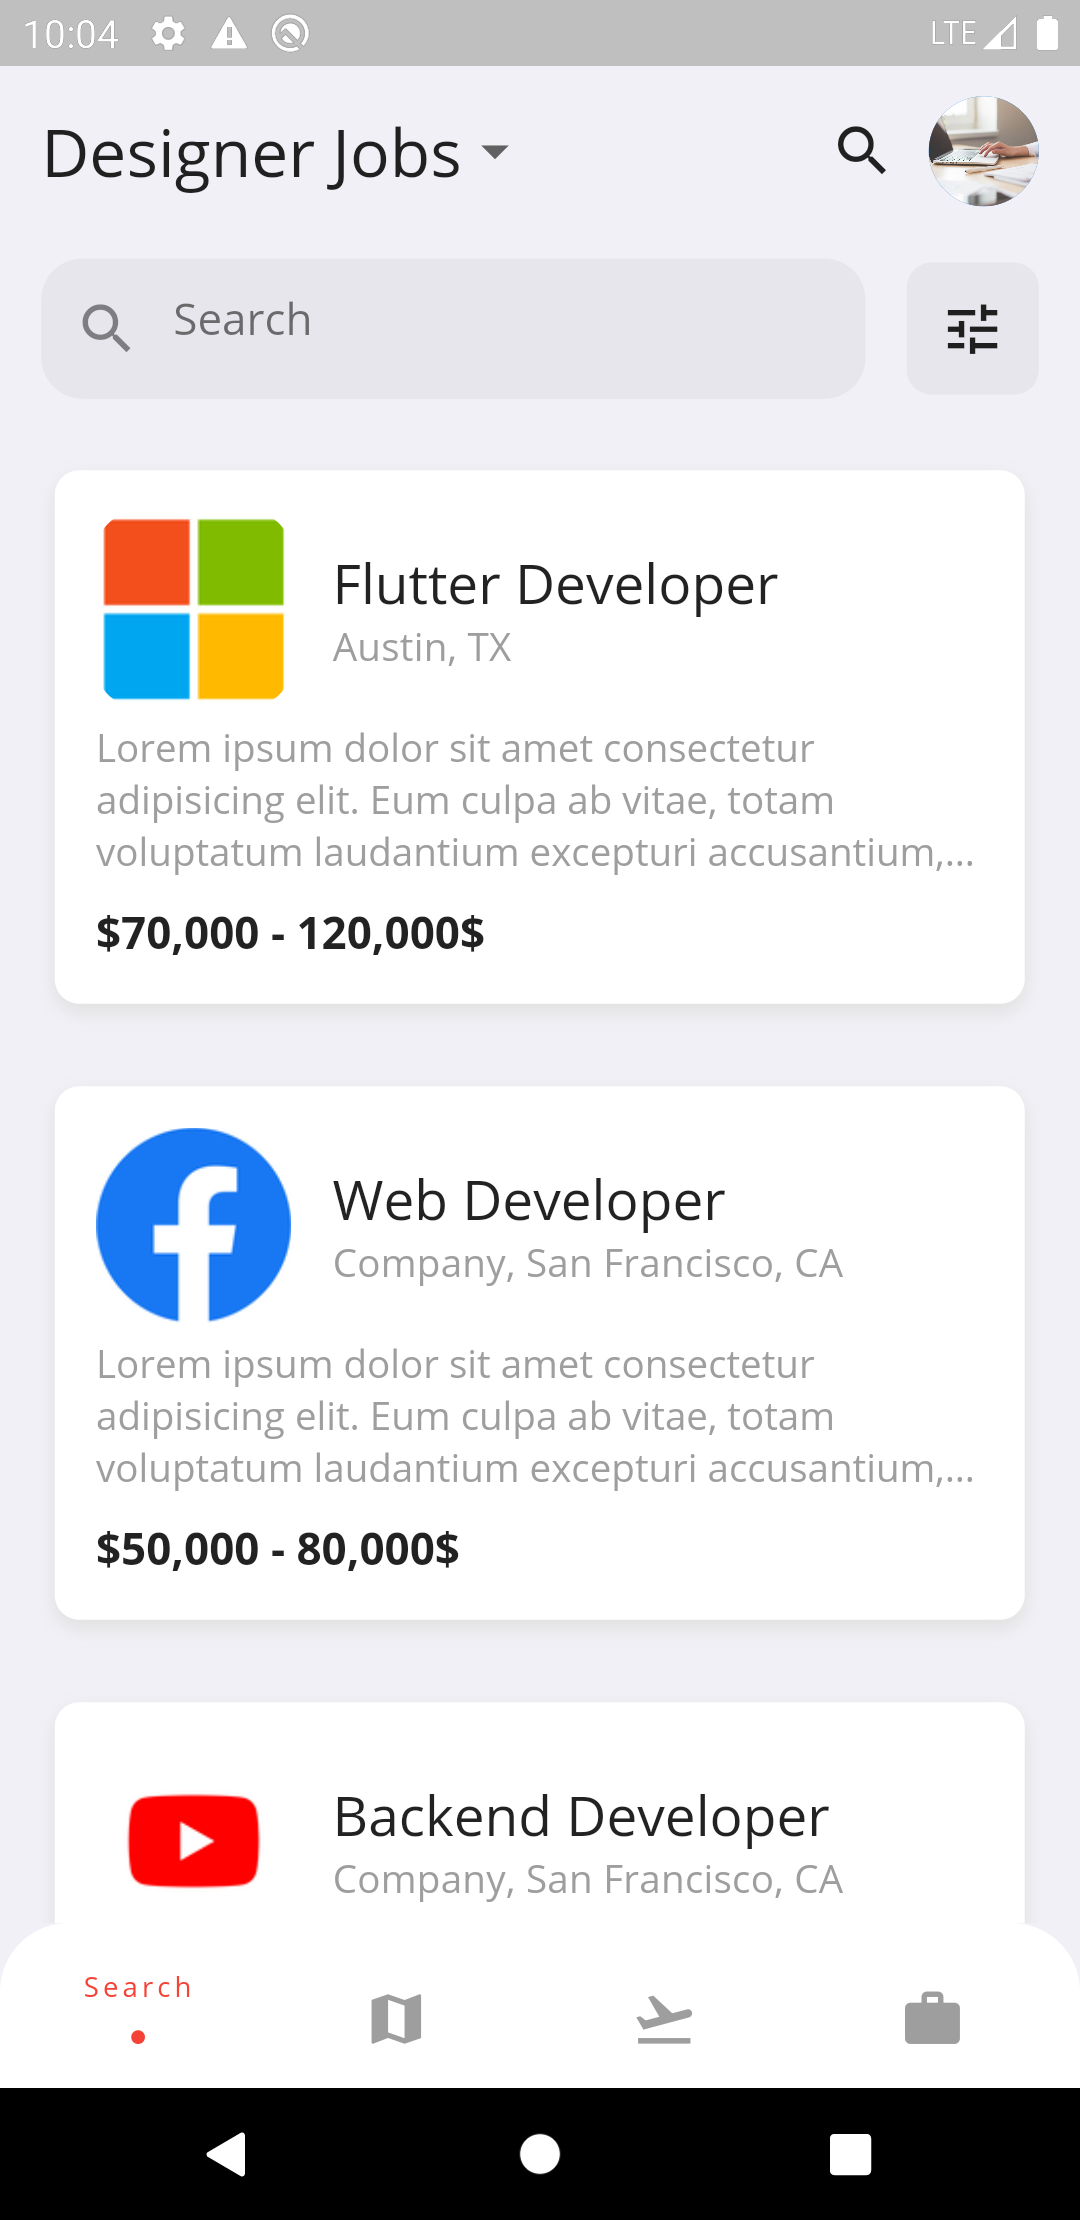 10:04
LTE
Designer Jobs
Search
Flutter Developer
Austin, TX
Lorem ipsum dolor sit amet consectetur
adipisicing elit. Eum culpa ab vitae, totam
voluptatum laudantium excepturi accusantium,...
$70,000 - 120,000$
Web Developer
Company, San Francisco, CA
Lorem ipsum dolor sit amet consectetur
adipisicing elit. Eum culpa ab vitae, totam
voluptatum laudantium excepturi accusantium,...
$50,000 - 80,000$
Backend Developer
Company, San Francisco, CA
Search